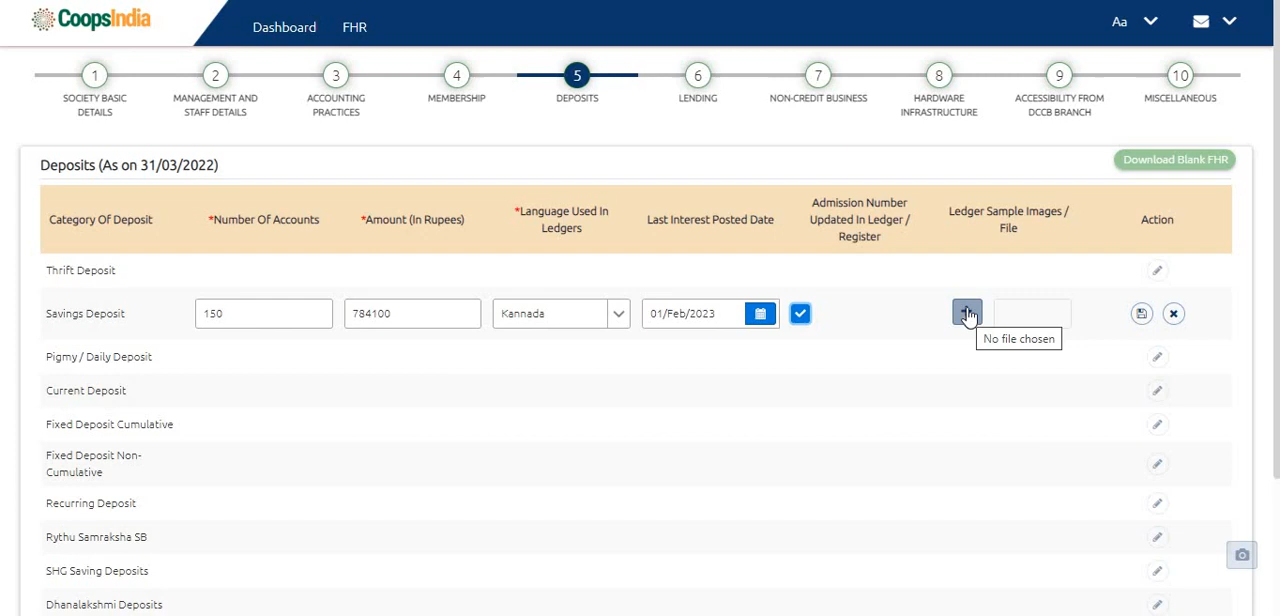 CoopsIndia
Dashboard FHR Aa
1 2 3 4 5 6 7 8 9 10
SOCIETY BASIC
DETAILS
MANAGEMENT AND
STAFF DETAILS
ACCOUNTING
PRACTICES
MEMBERSHIP
DEPOSITS
LENDING
NON-CREDIT BUSINESS
HARDWARE
INFRASTRUCTURE
ACCESSIBILITY FROM
DCCB BRANCH
MISCELLANEOUS
Deposits (As on 31/03/2022)
Download Blank FHR
Category Of Deposit
*Number Of Accounts
*Amount (In Rupees)
*Language Used In
Ledgers
Last Interest Posted Date
Admission Number
Updated In Ledger /
Register
Ledger Sample Images /
File
Action
Thrift Deposit
Savings Deposit 150 784100 Kannada 01/Feb/2023
No file chosen
Pigmy / Daily Deposit
Current Deposit
Fixed Deposit Cumulative
Fixed Deposit Non-
Cumulative
Recurring Deposit
Rythu Samraksha SB
SHG Saving Deposits
Dhanalakshmi Deposits